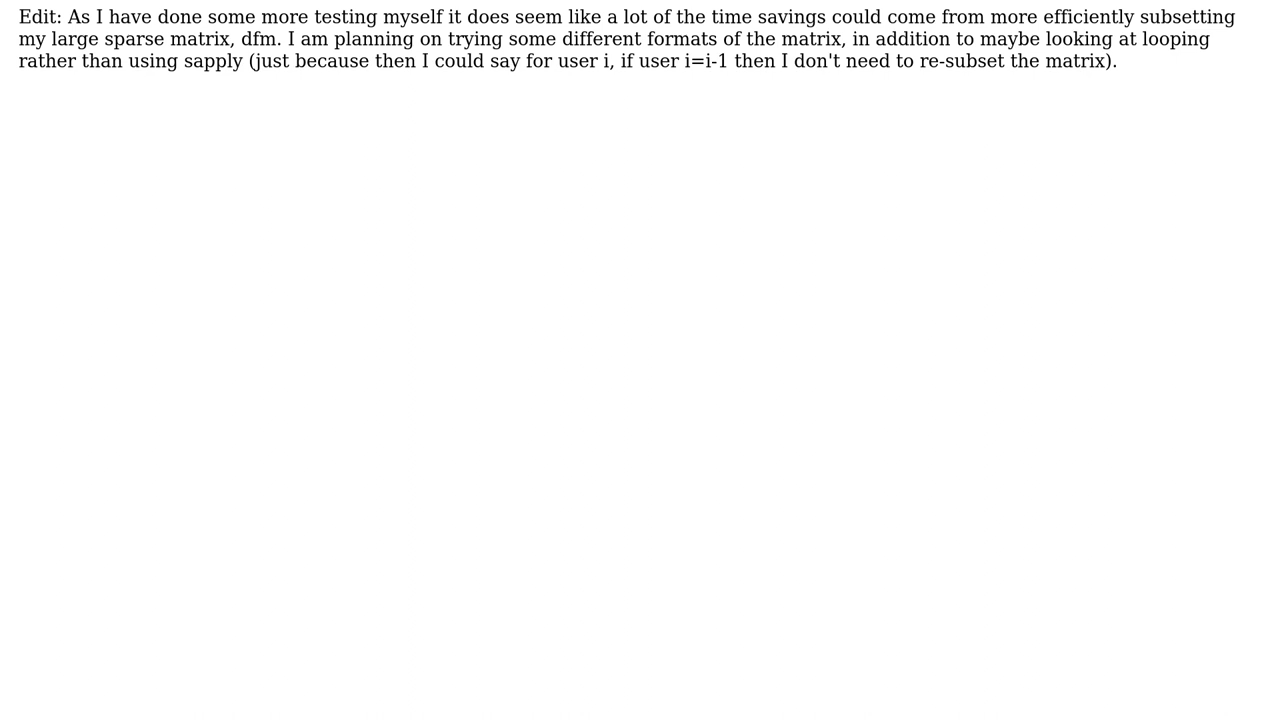 Edit: As I have done some more testing myself it does seem like a lot of the time savings could come from more efficiently subsetting
my large sparse matrix, dfm. I am planning on trying some different formats of the matrix, in addition to maybe looking at looping
rather than using sapply (just because then I could say for user i, if user i=i-1 then I don't need to re-subset the matrix).